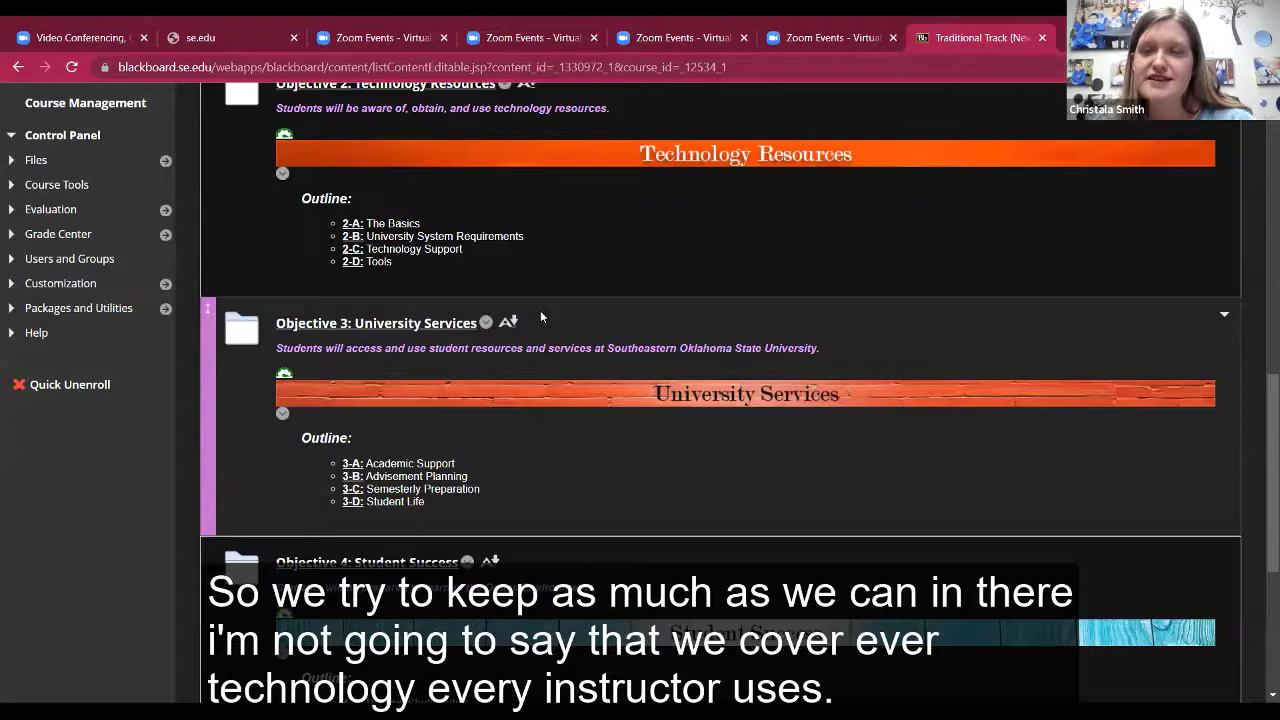 Video Conferencing, C
se.edu
Zoom Events - Virtual
Zoom Events - Virtual
Zoom Events - Virtual
Zoom Events - Virtual
Bb
Traditional Track (New
blackboard.se.edu/webapps/blackboard/content/listContentEditable.jsp?content_id=_1330972_1&course_id=_12534_1
Christala Smith
Course Management
Control Panel
Files
Course Tools
Evaluation
Grade Center
Users and Groups
Customization
Packages and Utilities
Help
Quick Unenroll
Objective 2: Technology Resources
Students will be aware of, obtain, and use technology resources.
Technology Resources
Outline:
2-A: The Basics
2-B: University System Requirements
2-C: Technology Support
2-D: Tools
Objective 3: University Services
Students will access and use student resources and services at Southeastern Oklahoma State University.
University Services
Outline:
3-A: Academic Support
3-B: Advisement Planning
3-C: Semesterly Preparation
3-D: Student Life
Objective 4: Student Success
Student Success
Outline:
So we try to keep as much as we can in there
i'm not going to say that we cover ever
technology every instructor uses.